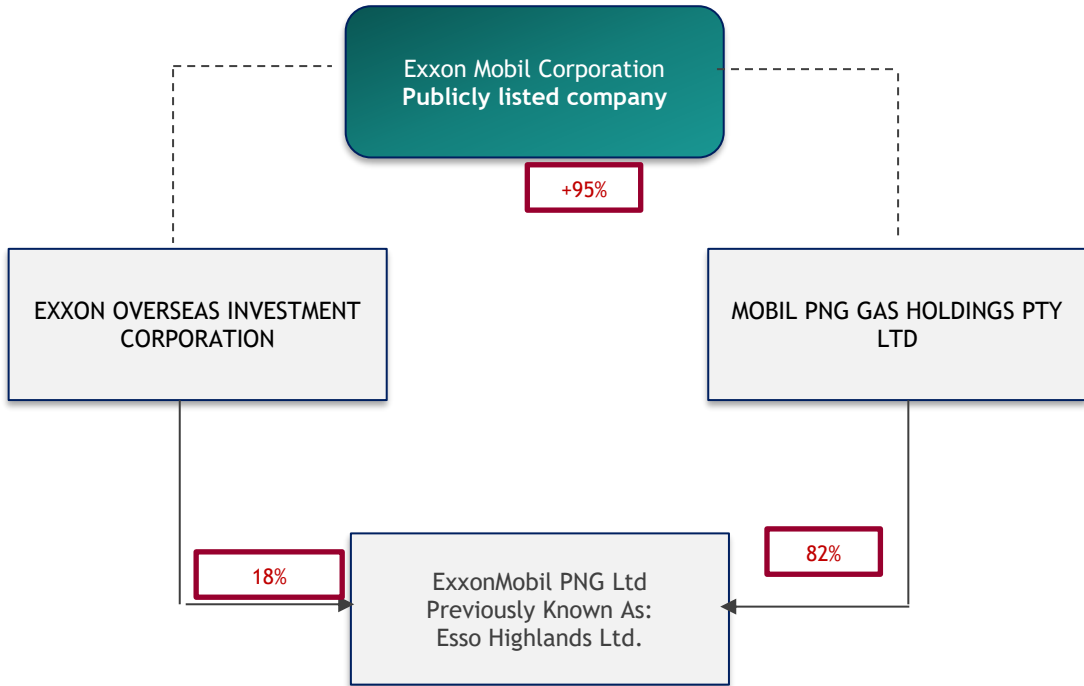 Exxon Mobil Corporation
Publicly listed company
+95%
EXXON OVERSEAS INVESTMENT
CORPORATION
MOBIL PNG GAS HOLDINGS PTY
LTD
18%
82%
ExxonMobil PNG Ltd
Previously Known As:
Esso Highlands Ltd.